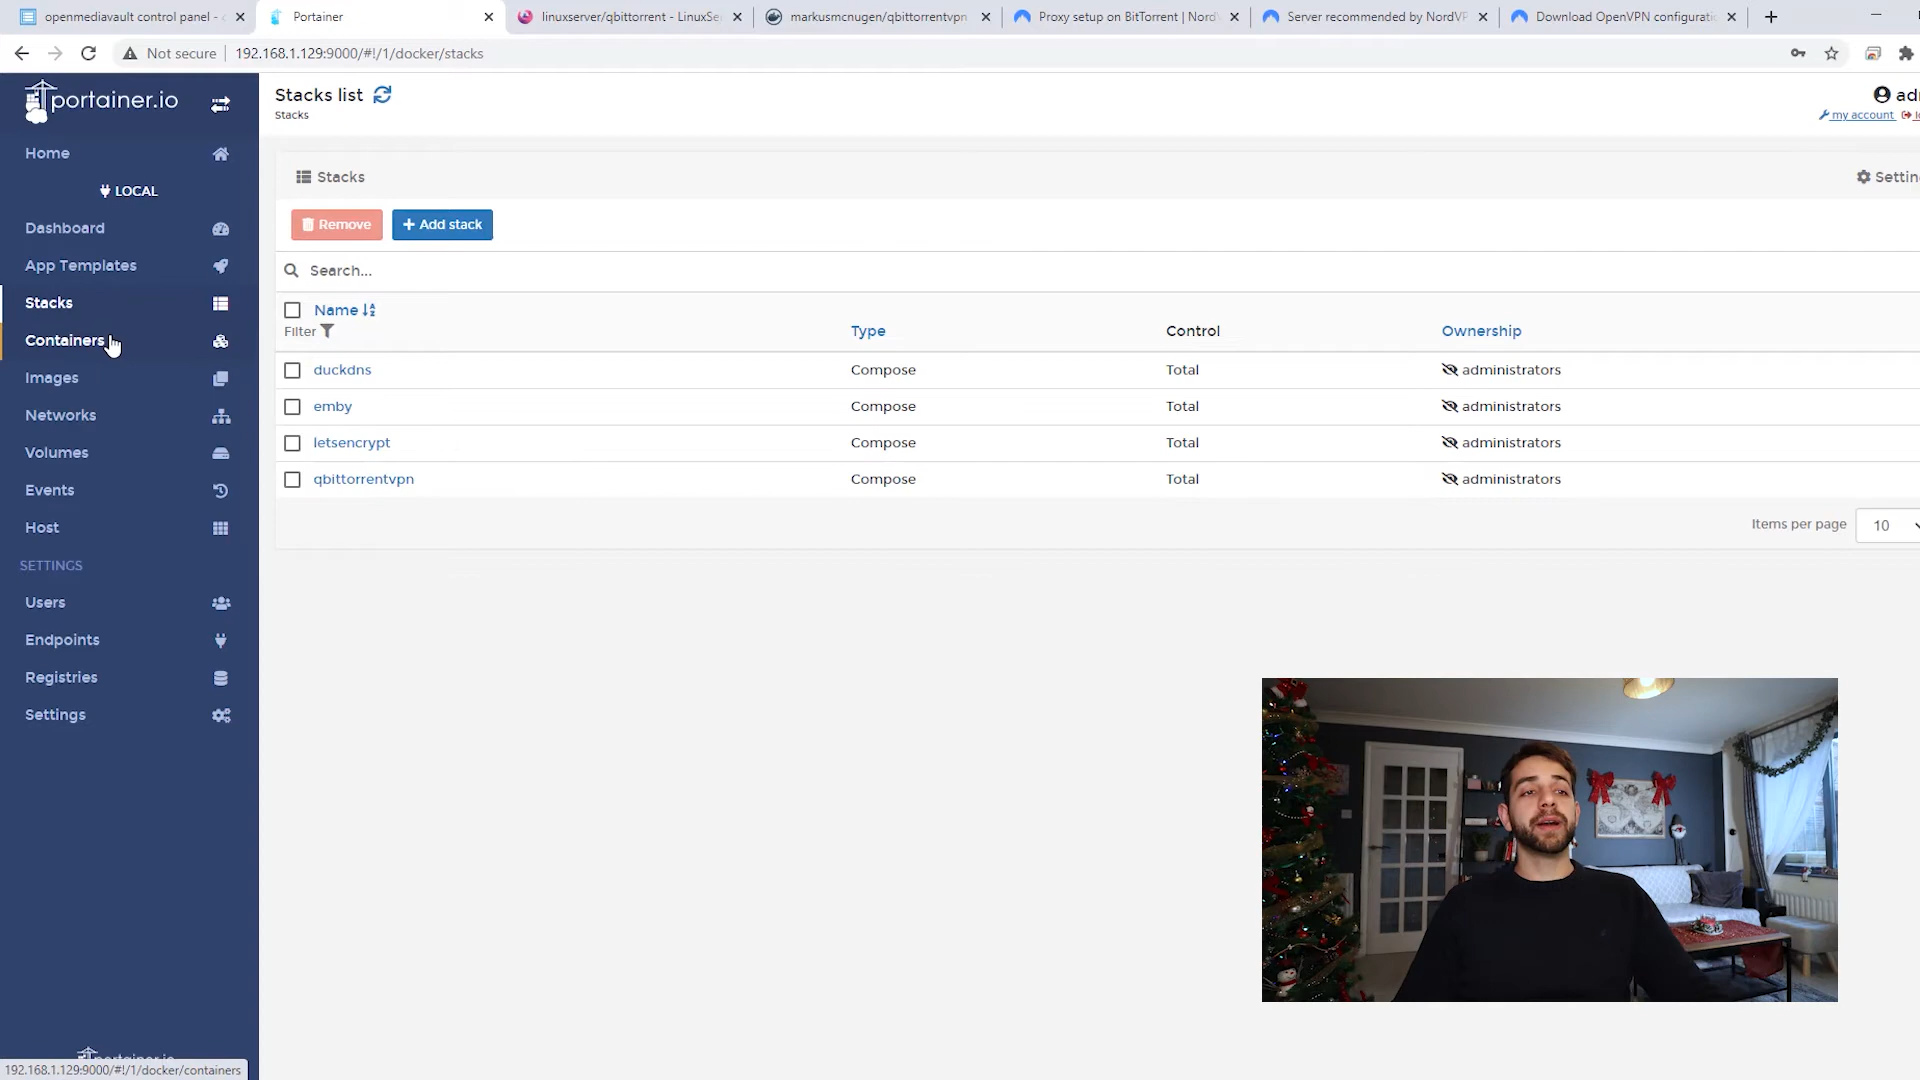 openmediavault control panel -
Portainer
linuxserver/qbittorrent - LinuxSe
markusmcnugen/qbittorrentvpn
Proxy setup on BitTorrent | Nord
Server recommended by NordVP
Download OpenVPN configurati
Not secure
192.168.1.129:9000/#!/1/docker/stacks
portainer.io
Home
LOCAL
Dashboard
App Templates
Stacks
Containers
Images
Networks
Volumes
Events
Host
SETTINGS
Users
Endpoints
Registries
Settings
portainer.io
192.168.1.129:9000/#!/1/docker/containers
Stacks list
Stacks
adm
my account
Stacks
Settin
Remove
+ Add stack
Search...
Name
Filter
Type
Control
Ownership
duckdns Compose Total administrators
emby Compose Total administrators
letsencrypt Compose Total administrators
qbittorrentvpn Compose Total administrators
Items per page 10